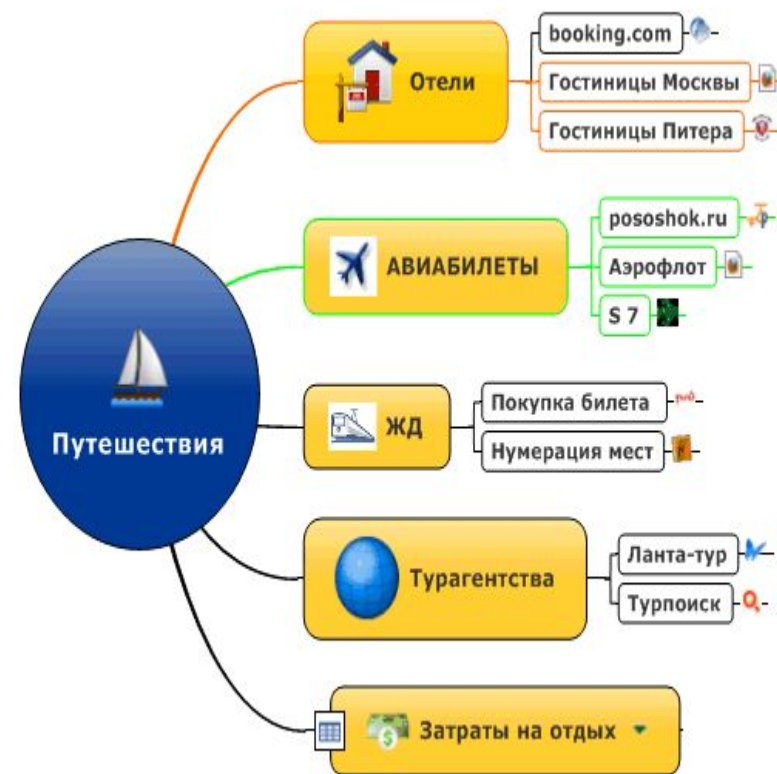 Путешествия
Отели
booking.com
Гостиницы Москвы
Гостиницы Питера
АВИАБИЛЕТЫ
pososhok.ru
Аэрофлот
S 7
ЖД
Покупка билета
Нумерация мест
Турагентства
Ланта-тур
Турпоиск
Затраты на отдых